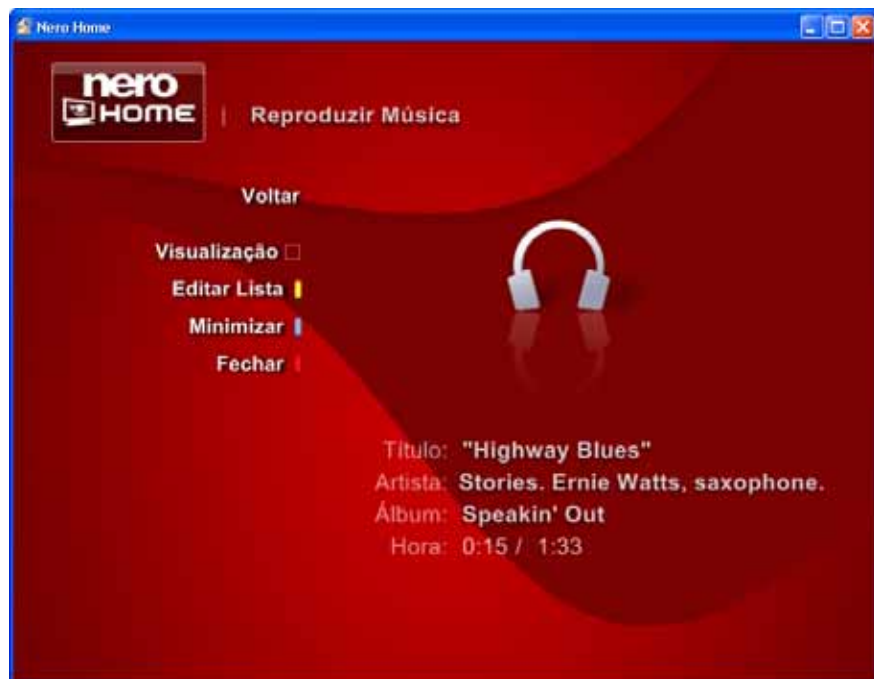 Nero Home
nero
HOME
| Reproduzir Música
Voltar
Visualização
Editar Lista
Minimizar
Fechar
Título: "Highway Blues"
Artista: Stories. Ernie Watts, saxophone.
Álbum: Speakin' Out
Hora: 0:15 / 1:33